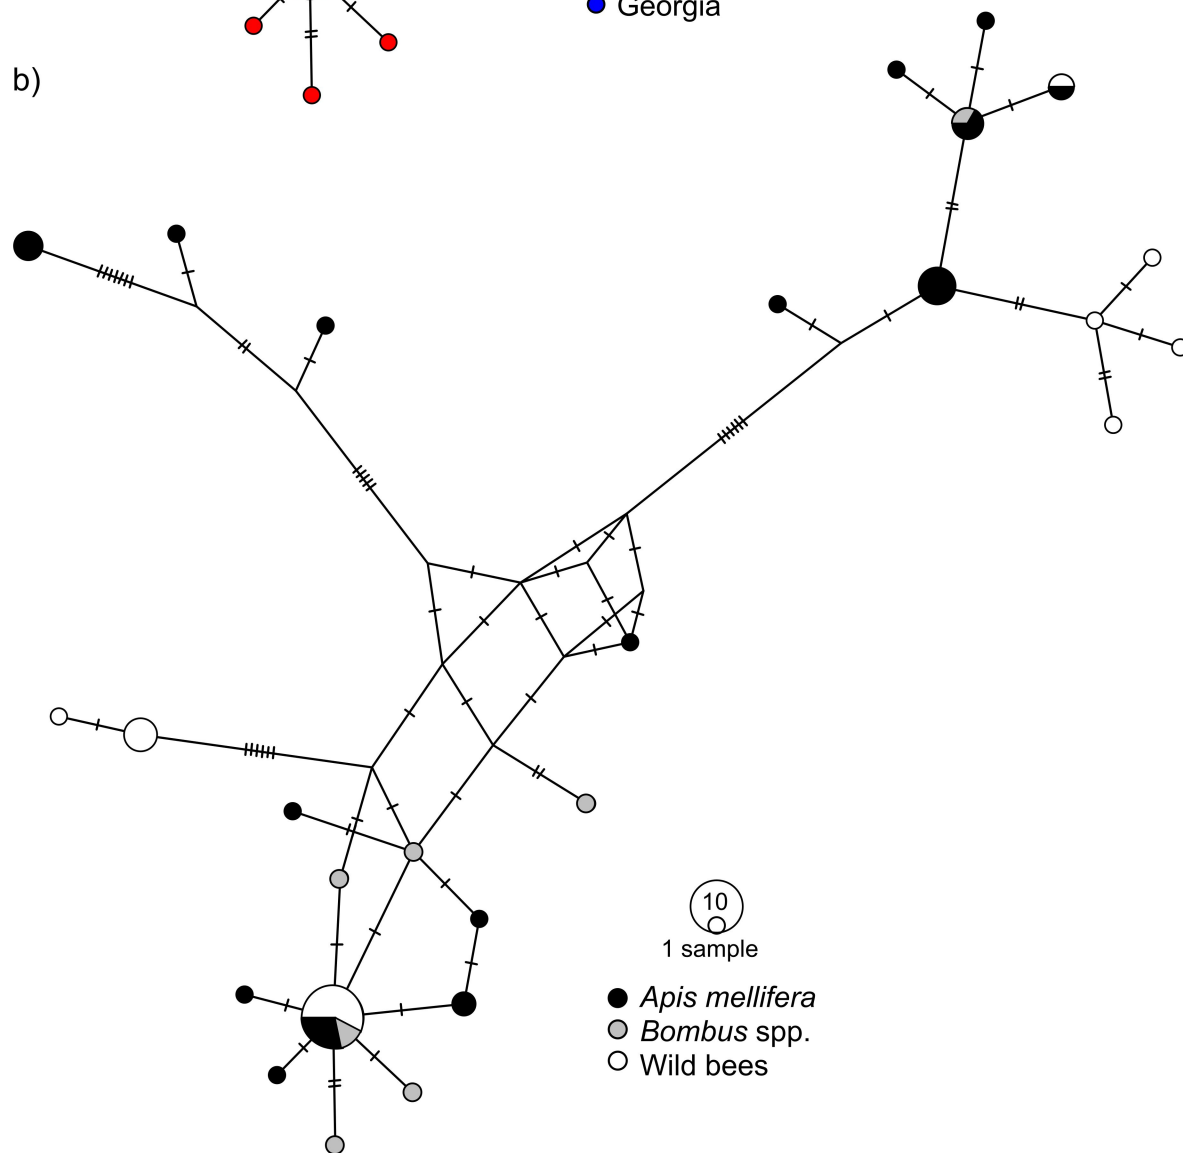 Georgia
b)
10
1 sample
Apis mellifera
Bombus spp.
Wild bees